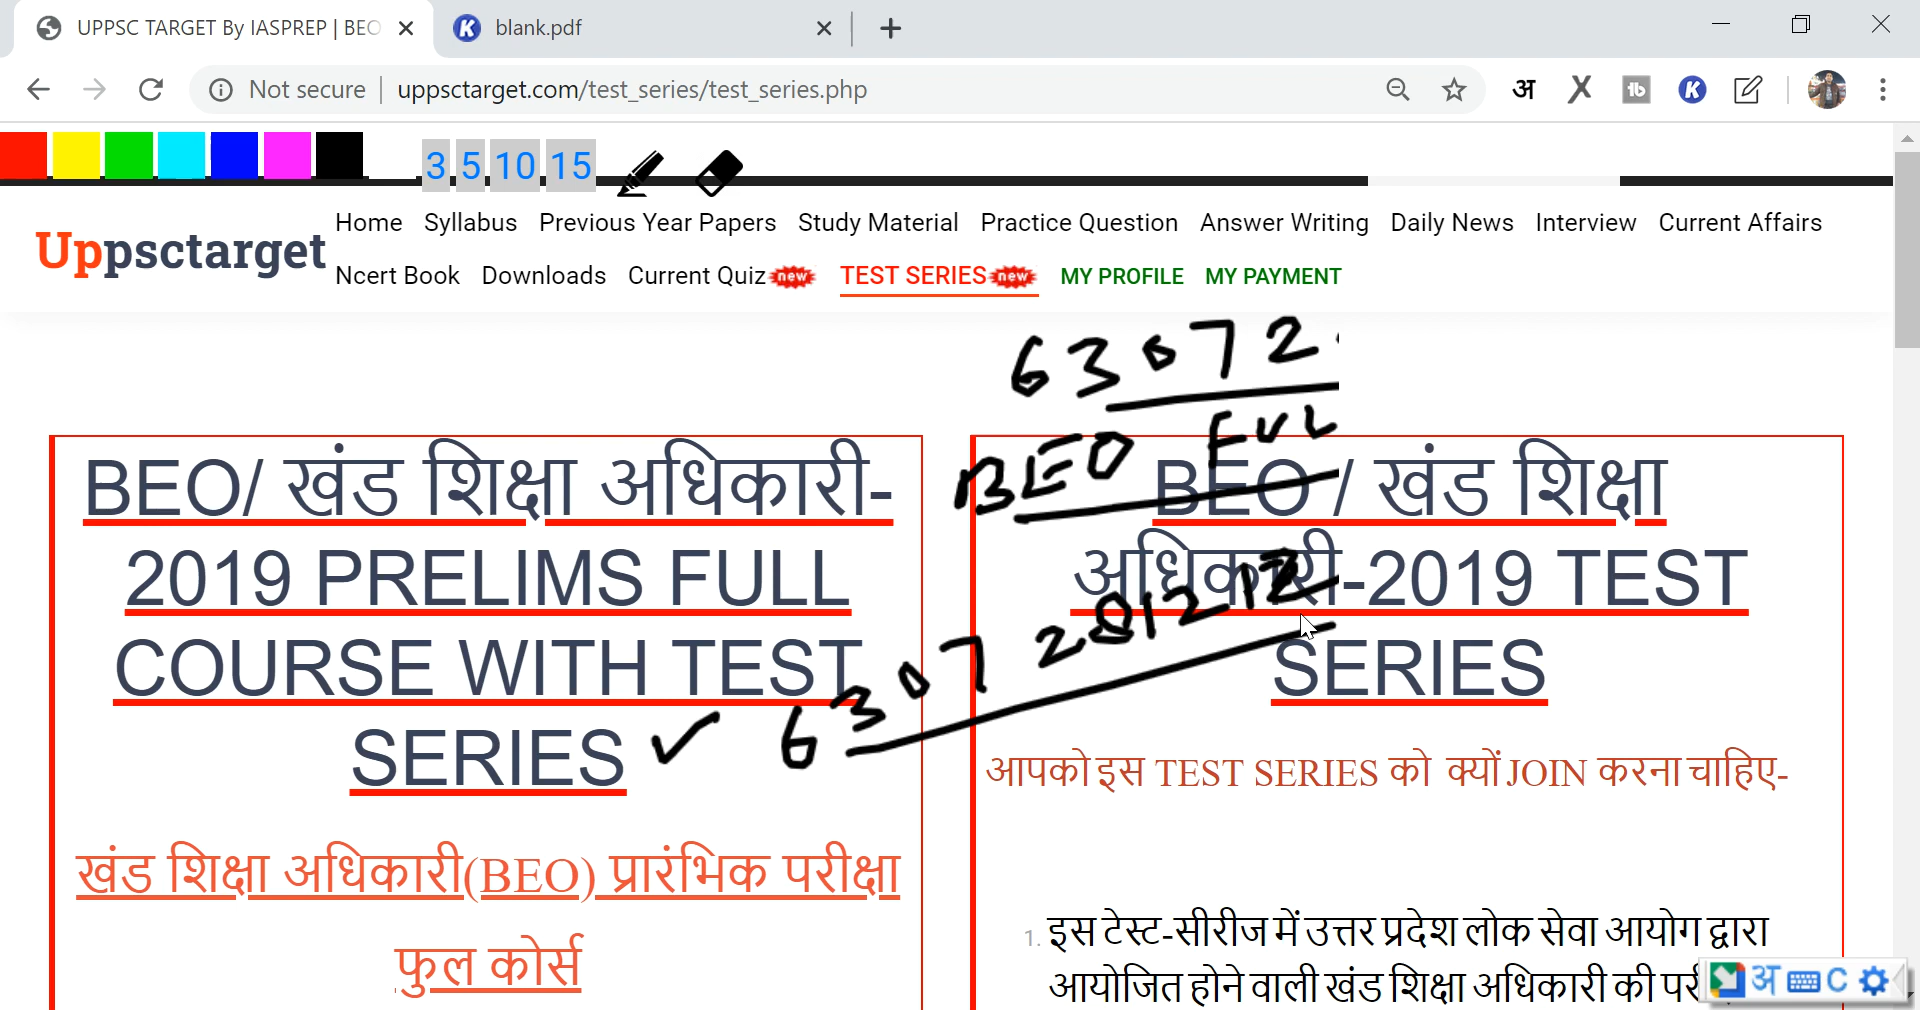 UPPSC TARGET By IASPREP | BEO
blank.pdf
Not secure
uppsctarget.com/test_series/test_series.php
अ
3 5 10 15
Uppsctarget
Home Syllabus Previous Year Papers Study Material Practice Question Answer Writing Daily News Interview Current Affairs
Ncert Book Downloads Current Quiz new TEST SERIES new MY PROFILE MY PAYMENT
63072
BEO FUL
6307 201212
BEO/ खंड शिक्षा अधिकारी-
2019 PRELIMS FULL
COURSE WITH TEST
SERIES
खंड शिक्षा अधिकारी(BEO) प्रारंभिक परीक्षा
फुल कोर्स
BEO / खंड शिक्षा
अधिकारी-2019 TEST
SERIES
आपको इस TEST SERIES को क्यों JOIN करना चाहिए-
1. इस टेस्ट-सीरीज में उत्तर प्रदेश लोक सेवा आयोग द्वारा
आयोजित होने वाली खंड शिक्षा अधिकारी की
अ C